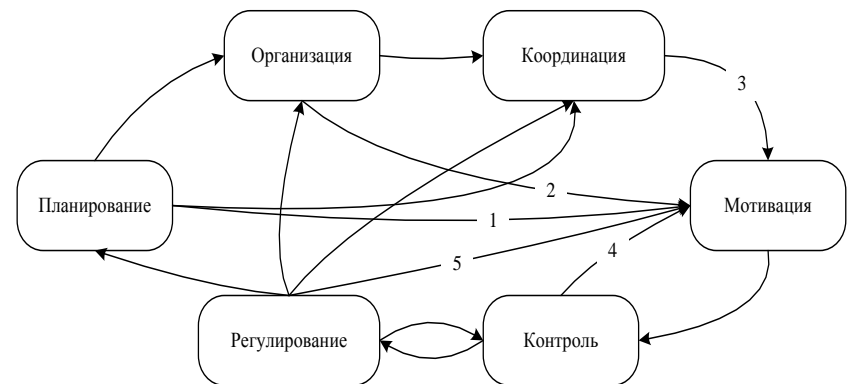 Организация
Координация
3
Планирование
2
1
Мотивация
5
4
Регулирование
Контроль